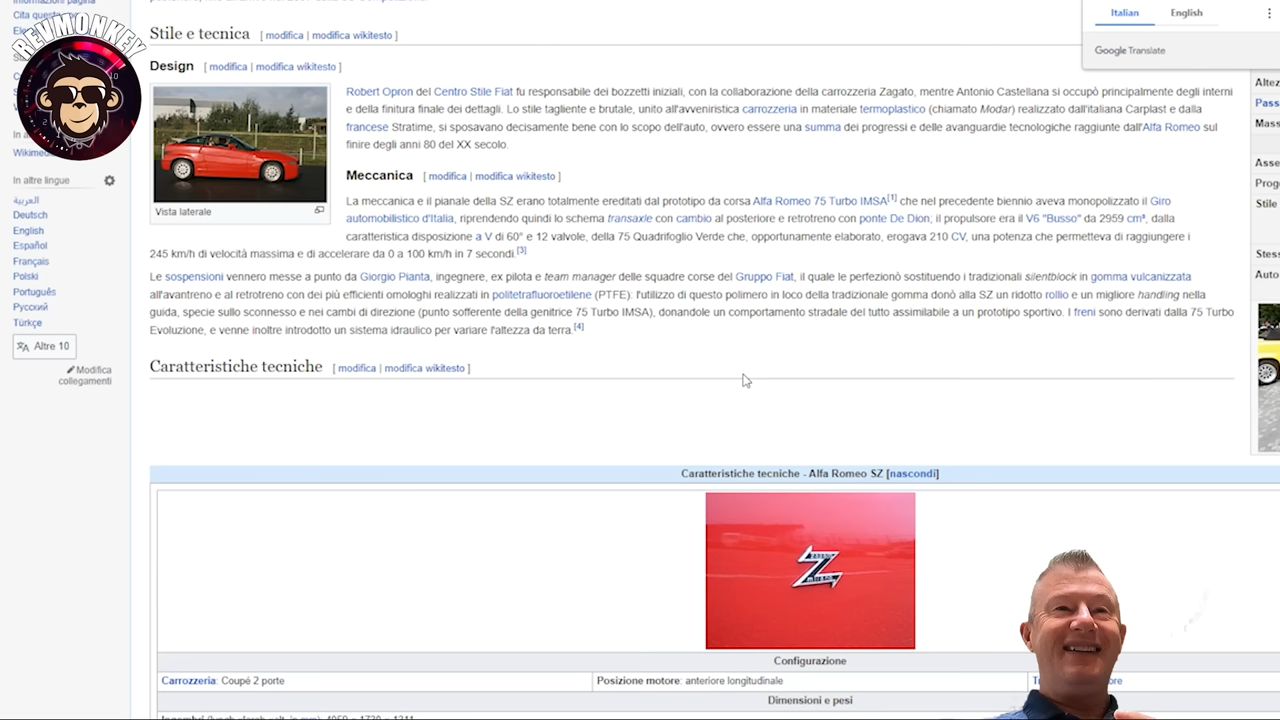 REVMONKEY
Informazioni pagina
Cita questa
In altre lingue
العربية
Deutsch
English
Español
Français
Polski
Português
Русский
Türkçe
Altre 10
Modifica
collegamenti
Stile e tecnica [ modifica | modifica wikitesto ]
Design [ modifica | modifica wikitesto ]
Vista laterale
Robert Opron del Centro Stile Fiat fu responsabile dei bozzetti iniziali, con la collaborazione della carrozzeria Zagato, mentre Antonio Castellana si occupò principalmente degli interni
e della finitura finale dei dettagli. Lo stile tagliente e brutale, unito all'avveniristica carrozzeria in materiale termoplastico (chiamato Modar) realizzato dall'italiana Carplast e dalla
francese Stratime, si sposavano decisamente bene con lo scopo dell'auto, ovvero essere una summa dei progressi e delle avanguardie tecnologiche raggiunte dall'Alfa Romeo sul
finire degli anni 80 del XX secolo.
Meccanica [ modifica | modifica wikitesto ]
La meccanica e il pianale della SZ erano totalmente ereditati dal prototipo da corsa Alfa Romeo 75 Turbo IMSA[1] che nel precedente biennio aveva monopolizzato il Giro
automobilistico d'Italia, riprendendo quindi lo schema transaxle con cambio al posteriore e retrotreno con ponte De Dion; il propulsore era il V6 "Busso" da 2959 cm³, dalla
caratteristica disposizione a V di 60° e 12 valvole, della 75 Quadrifoglio Verde che, opportunamente elaborato, erogava 210 CV, una potenza che permetteva di raggiungere i
245 km/h di velocità massima e di accelerare da 0 a 100 km/h in 7 secondi.[3]
Le sospensioni vennero messe a punto da Giorgio Pianta, ingegnere, ex pilota e team manager delle squadre corse del Gruppo Fiat, il quale le perfezionò sostituendo i tradizionali silentblock in gomma vulcanizzata
all'avantreno e al retrotreno con dei più efficienti omologhi realizzati in politetrafluoroetilene (PTFE): l'utilizzo di questo polimero in loco della tradizionale gomma donò alla SZ un ridotto rollio e un migliore handling nella
guida, specie sullo sconnesso e nei cambi di direzione (punto sofferente della genitrice 75 Turbo IMSA), donandole un comportamento stradale del tutto assimilabile a un prototipo sportivo. I freni sono derivati dalla 75 Turbo
Evoluzione, e venne inoltre introdotto un sistema idraulico per variare l'altezza da terra.[4]
Caratteristiche tecniche [ modifica | modifica wikitesto ]
Caratteristiche tecniche - Alfa Romeo SZ [nascondi]
Z
Configurazione
Carrozzeria: Coupé 2 porte
Posizione motore: anteriore longitudinale
Dimensioni e pesi
Italian English
Google Translate
Altez
Pass
Mass
Asse
Prog
Stile
Stess
Auto